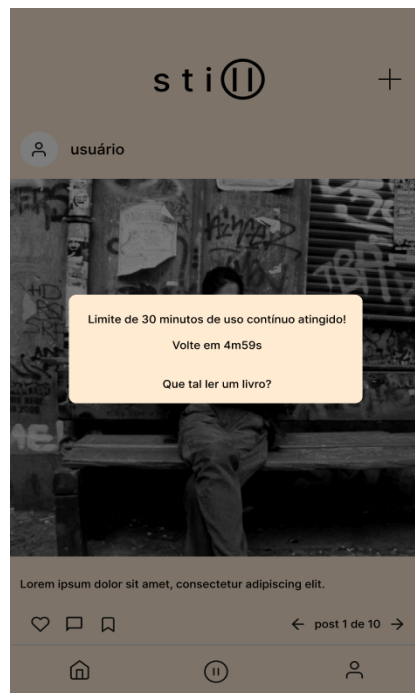 still
usuário
Limite de 30 minutos de uso contínuo atingido!
Volte em 4m59s
Que tal ler um livro?
Lorem ipsum dolor sit amet, consectetur adipiscing elit.
post 1 de 10